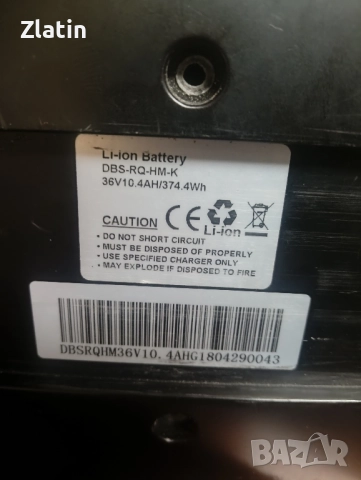 Zlatin
Li-ion Battery
DBS-RQ-HM-K
36V10.4AH/374.4Wh
CAUTION CE Li-ion
• DO NOT SHORT CIRCUIT
• MUST BE DISPOSED OF PROPERLY
• USE SPECIFIED CHARGER ONLY
• MAY EXPLODE IF DISPOSED TO FIRE
DBSRQHM36V10.4AHG1804290043
BAZAR